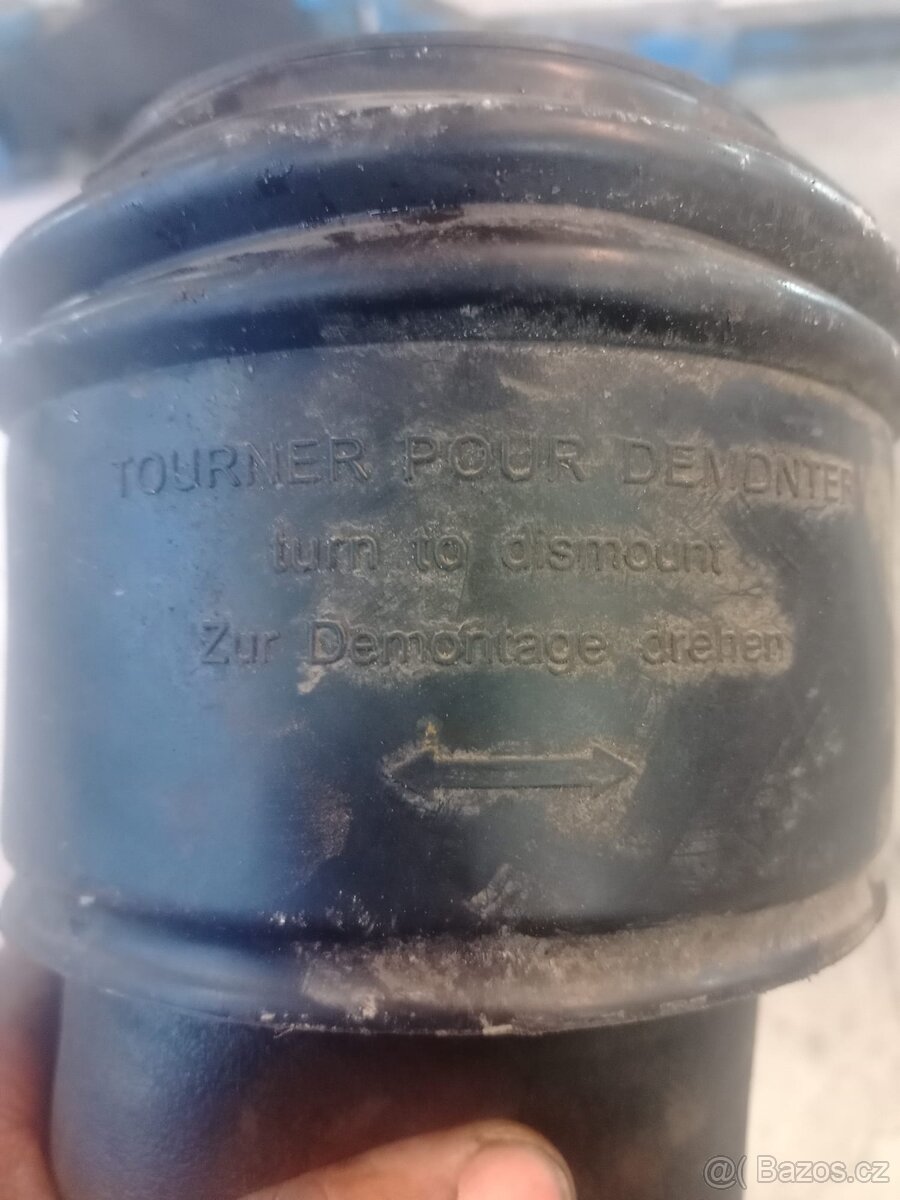 TOURNER POUR DEMONTER
turn to dismount
Zur Demontage drehen
@( Bazos.cz